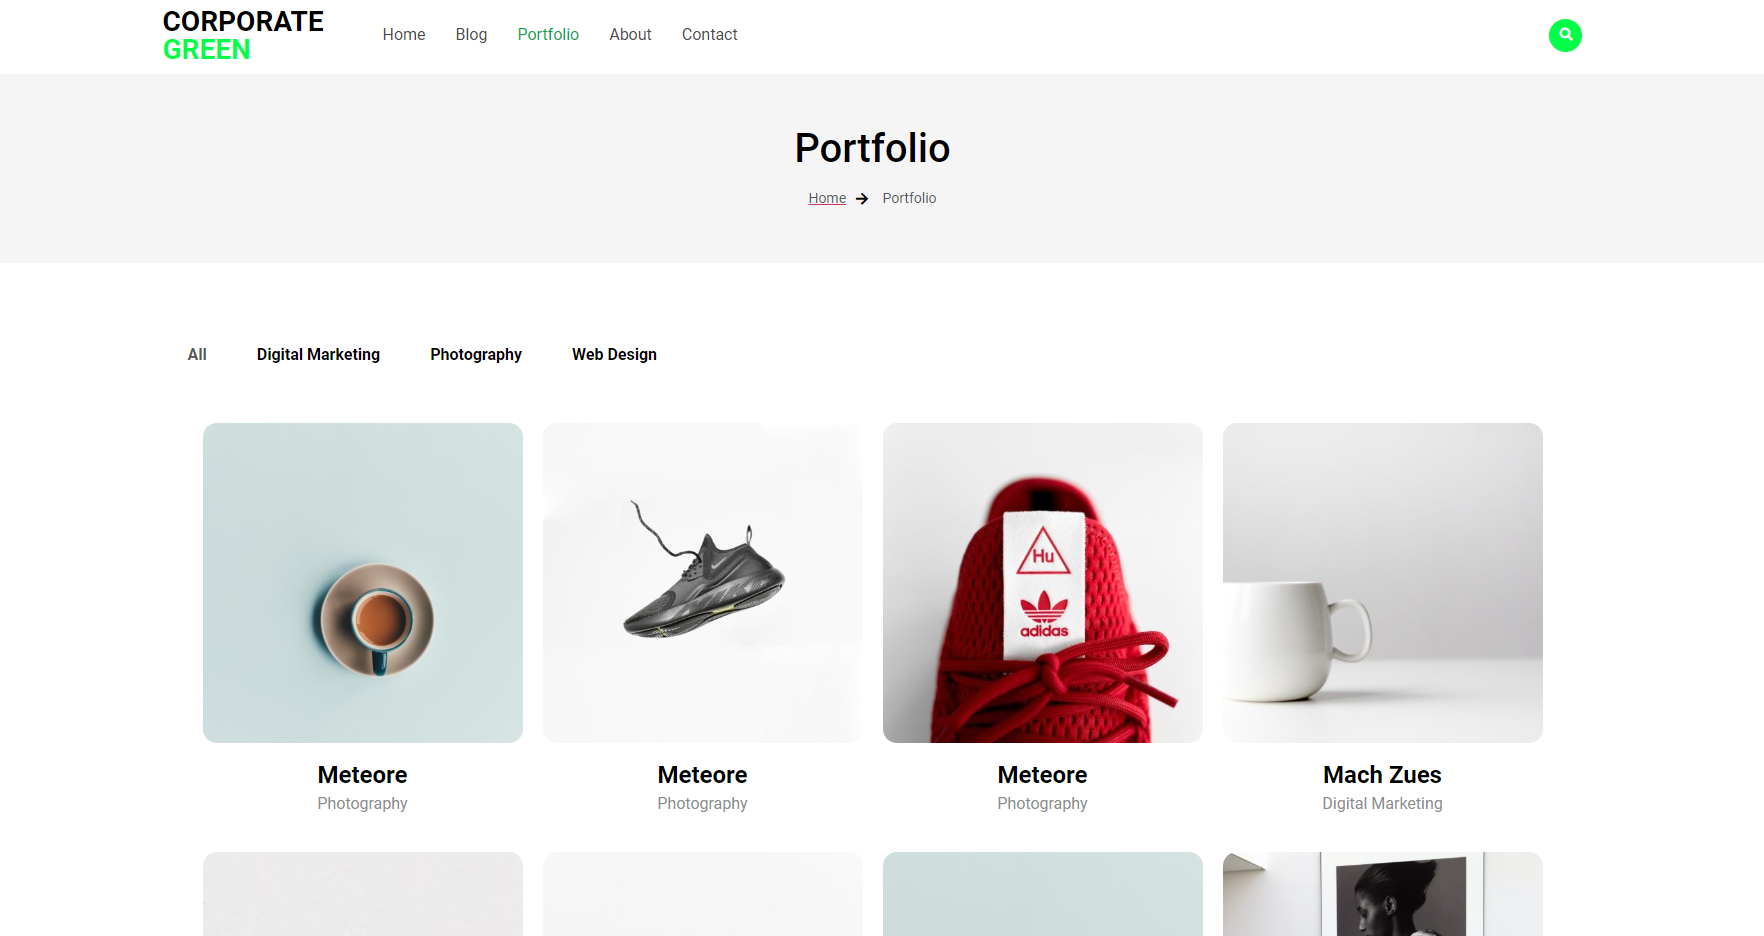 CORPORATE
GREEN
Home
Blog
Portfolio
About
Contact
Portfolio
Home
Portfolio
All
Digital Marketing
Photography
Web Design
Hu
adidas
Meteore
Photography
Meteore
Photography
Meteore
Photography
Mach Zues
Digital Marketing